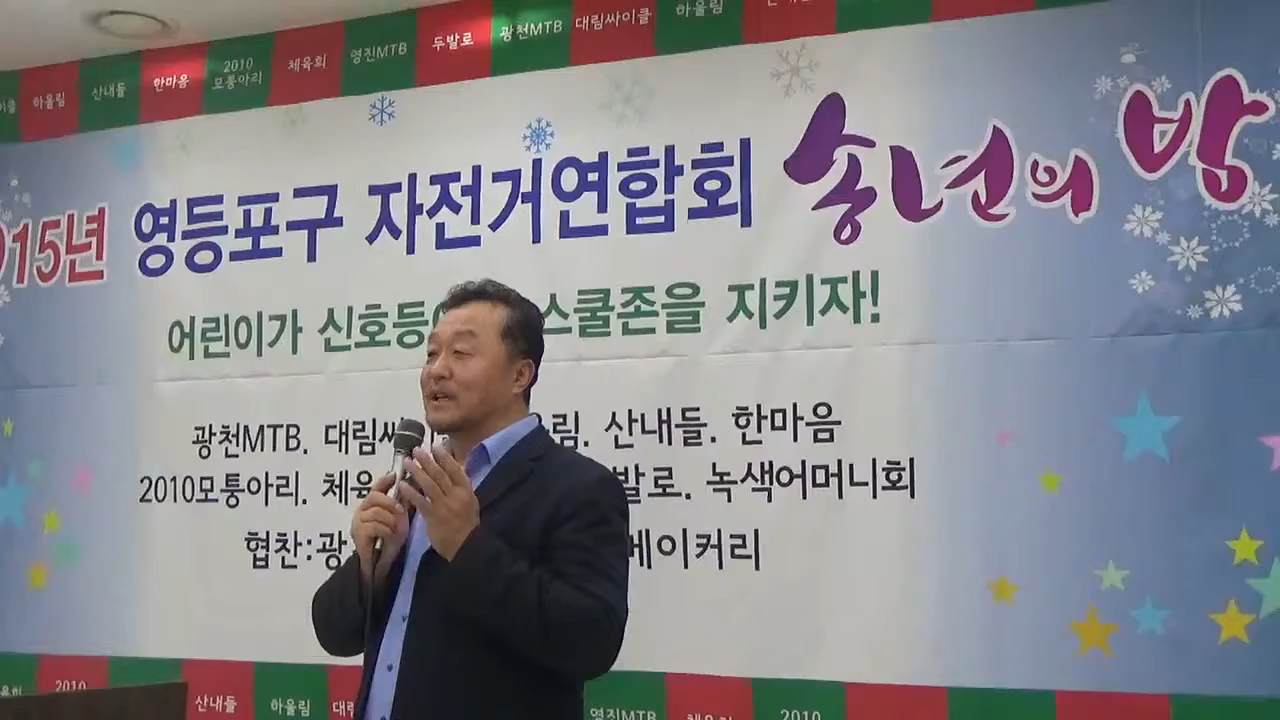 하울림 산내들 한마음 2010 모퉁아리 체육회 영진MTB 두발로 광천MTB 대림싸이클 하울림
15년 영등포구 자전거연합회 송년의 밤
어린이가 신호등 스쿨존을 지키자!
광천MTB. 대림싸 림. 산내들. 한마음
2010모퉁아리. 체육 발로. 녹색어머니회
협찬:광 베이커리
2010 산내들 하울림 영진MTB 체육회 2010